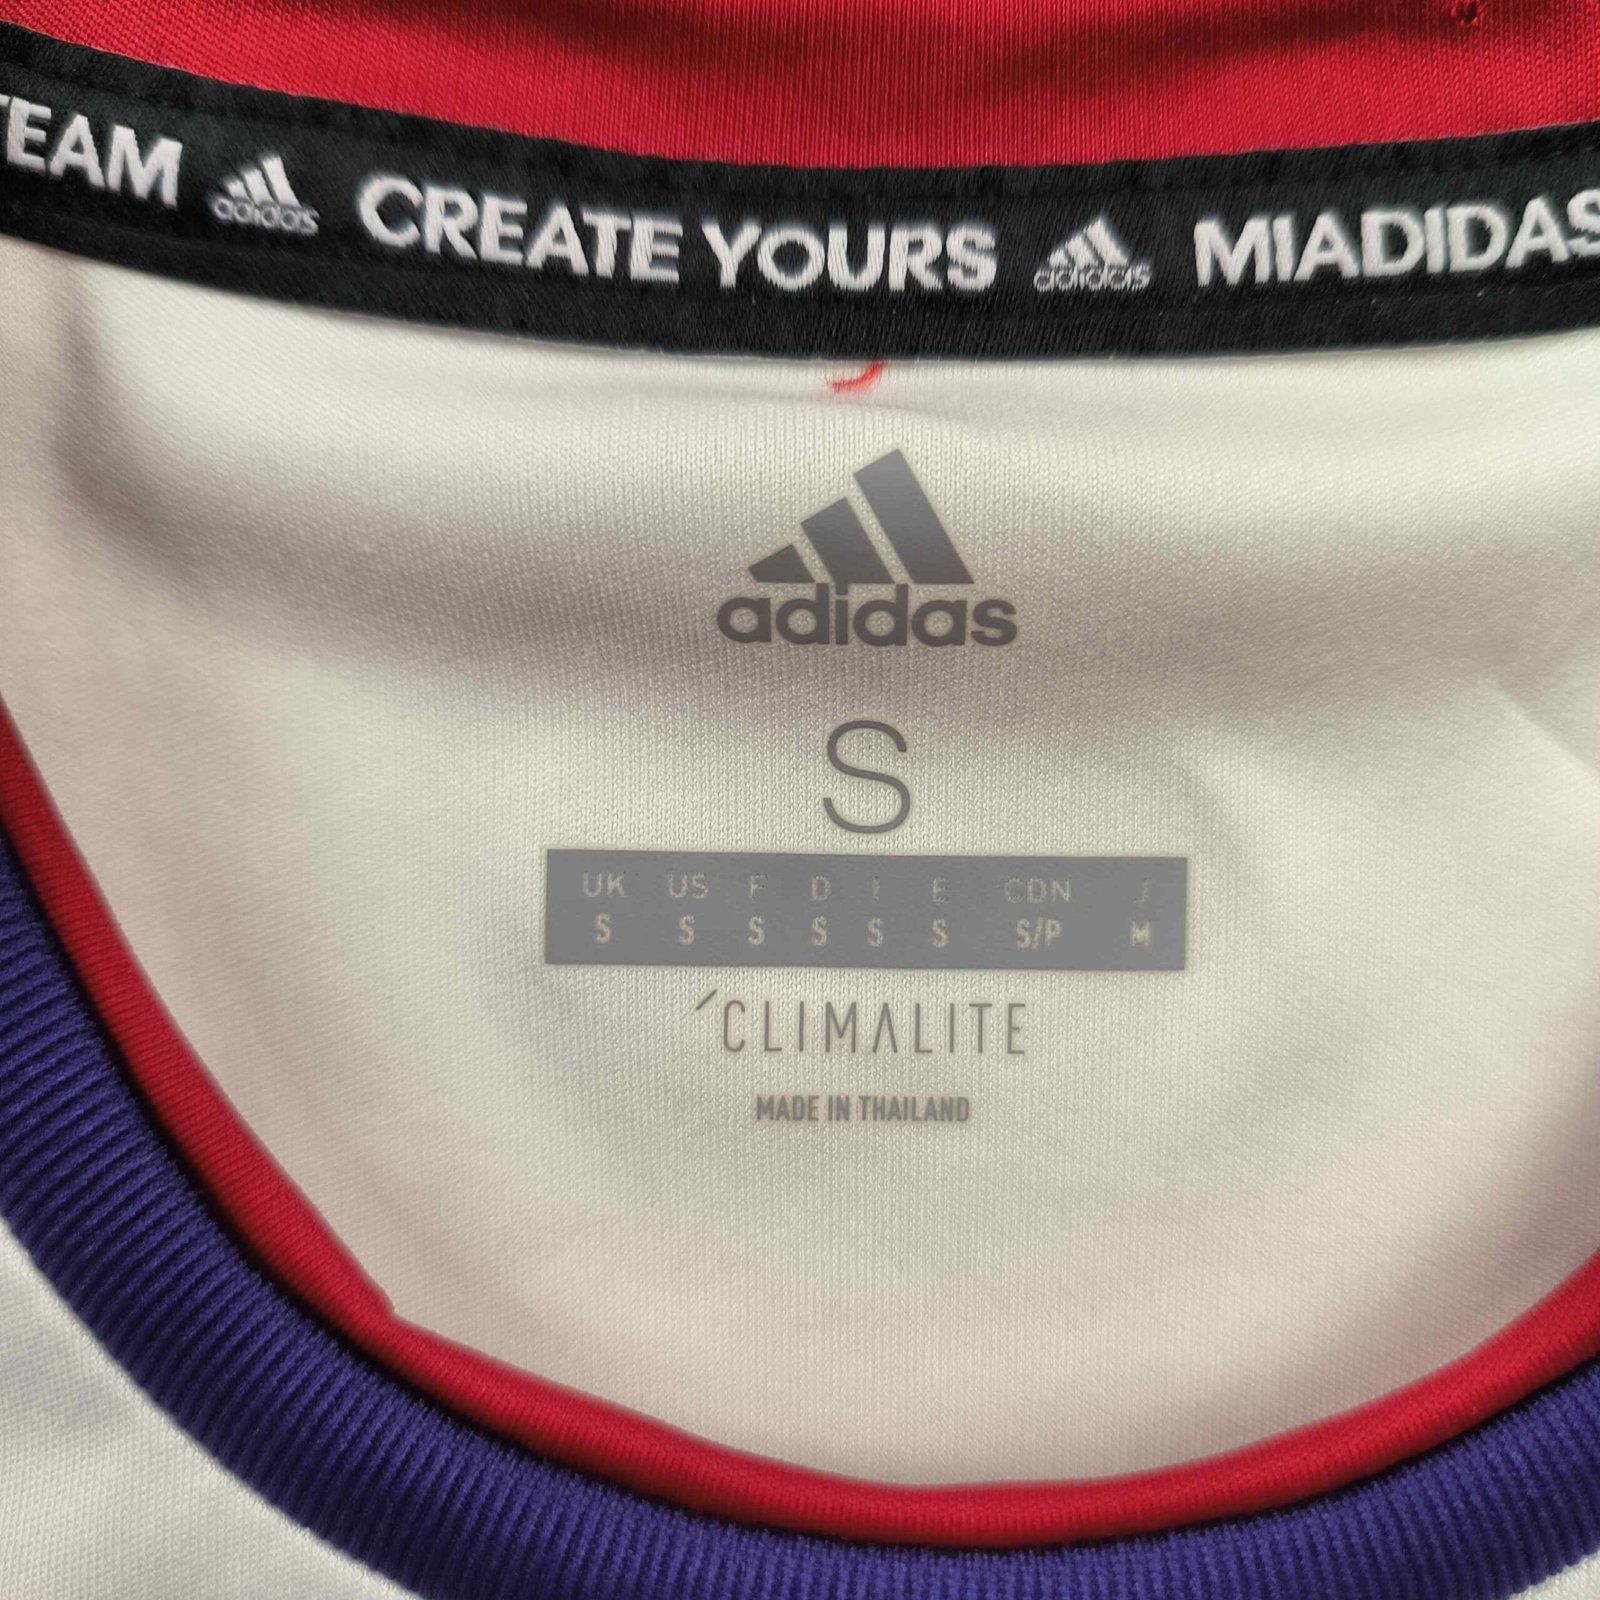 TEAM adidas CREATE YOURS adidas MIADIDAS
adidas
S
UK US F D I E CDN J
S S S S S S S/P M
CLIMALITE
MADE IN THAILAND